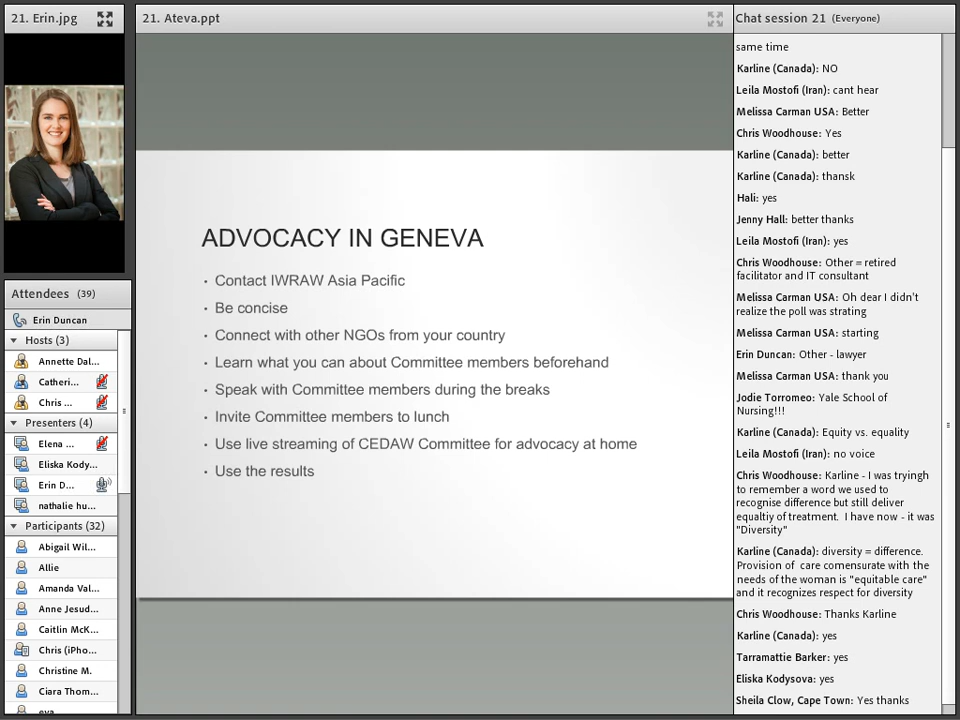 21. Erin.jpg
Attendees (39)
Erin Duncan
Hosts (3)
Annette Dal...
Catheri...
Chris ...
Presenters (4)
Elena ...
Eliska Kody...
Erin D...
nathalie hu...
Participants (32)
Abigail Wil...
Allie
Amanda Val...
Anne Jesud...
Caitlin McK...
Chris (iPho...
Christine M.
Ciara Thom...
eva
21. Ateva.ppt
ADVOCACY IN GENEVA
• Contact IWRAW Asia Pacific
• Be concise
• Connect with other NGOs from your country
• Learn what you can about Committee members beforehand
• Speak with Committee members during the breaks
• Invite Committee members to lunch
• Use live streaming of CEDAW Committee for advocacy at home
• Use the results
Chat session 21 (Everyone)
same time
Karline (Canada): NO
Leila Mostofi (Iran): cant hear
Melissa Carman USA: Better
Chris Woodhouse: Yes
Karline (Canada): better
Karline (Canada): thansk
Hali: yes
Jenny Hall: better thanks
Leila Mostofi (Iran): yes
Chris Woodhouse: Other = retired
facilitator and IT consultant
Melissa Carman USA: Oh dear I didn't
realize the poll was strating
Melissa Carman USA: starting
Erin Duncan: Other - lawyer
Melissa Carman USA: thank you
Jodie Torromeo: Yale School of
Nursing!!!
Karline (Canada): Equity vs. equality
Leila Mostofi (Iran): no voice
Chris Woodhouse: Karline - I was tryingh
to remember a word we used to
recognise difference but still deliver
equaltiy of treatment. I have now - it was
"Diversity"
Karline (Canada): diversity = difference.
Provision of care comensurate with the
needs of the woman is "equitable care"
and it recognizes respect for diversity
Chris Woodhouse: Thanks Karline
Karline (Canada): yes
Tarramattie Barker: yes
Eliska Kodysova: yes
Sheila Clow, Cape Town: Yes thanks